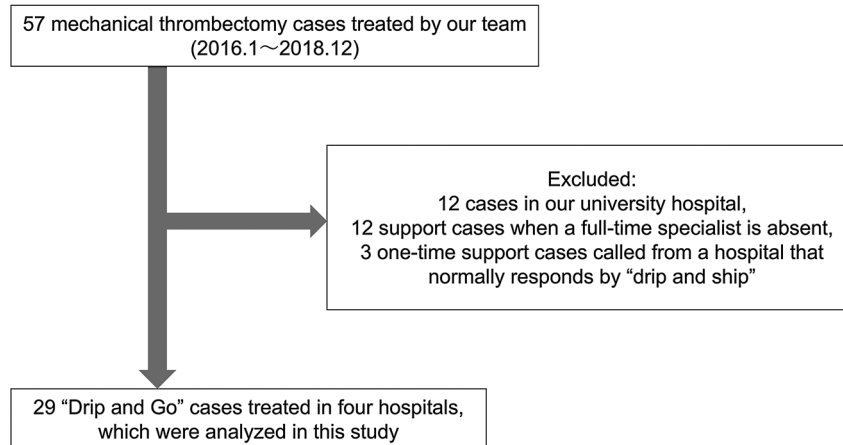 57 mechanical thrombectomy cases treated by our team
(2016.1～2018.12)
Excluded:
12 cases in our university hospital,
12 support cases when a full-time specialist is absent,
3 one-time support cases called from a hospital that
normally responds by “drip and ship”
29 “Drip and Go” cases treated in four hospitals,
which were analyzed in this study